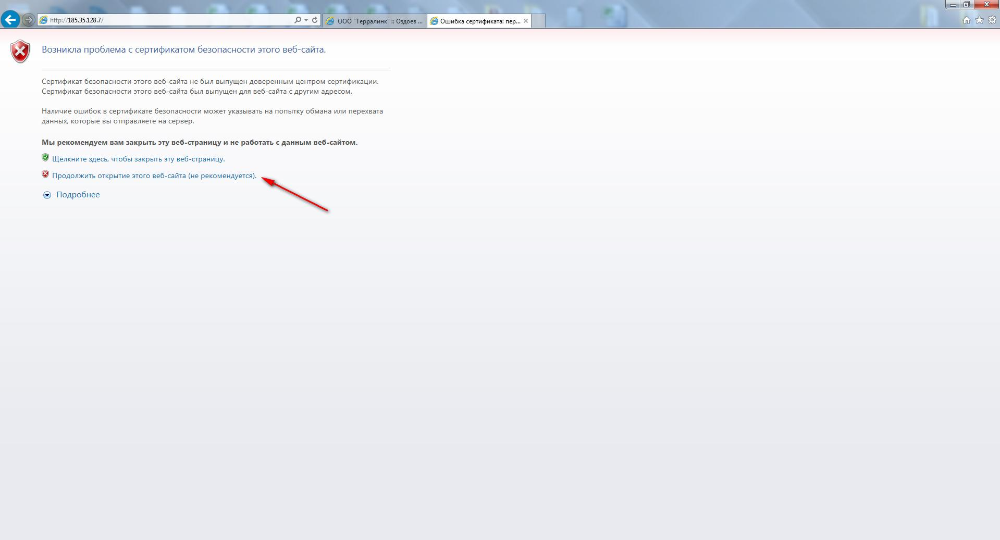 http://185.35.128.7/
ООО "Терралинк" :: Оздоев ...
Ошибка сертификата: пер...
Возникла проблема с сертификатом безопасности этого веб-сайта.
Сертификат безопасности этого веб-сайта не был выпущен доверенным центром сертификации.
Сертификат безопасности этого веб-сайта был выпущен для веб-сайта с другим адресом.
Наличие ошибок в сертификате безопасности может указывать на попытку обмана или перехвата
данных, которые вы отправляете на сервер.
Мы рекомендуем вам закрыть эту веб-страницу и не работать с данным веб-сайтом.
Щелкните здесь, чтобы закрыть эту веб-страницу.
Продолжить открытие этого веб-сайта (не рекомендуется).
Подробнее